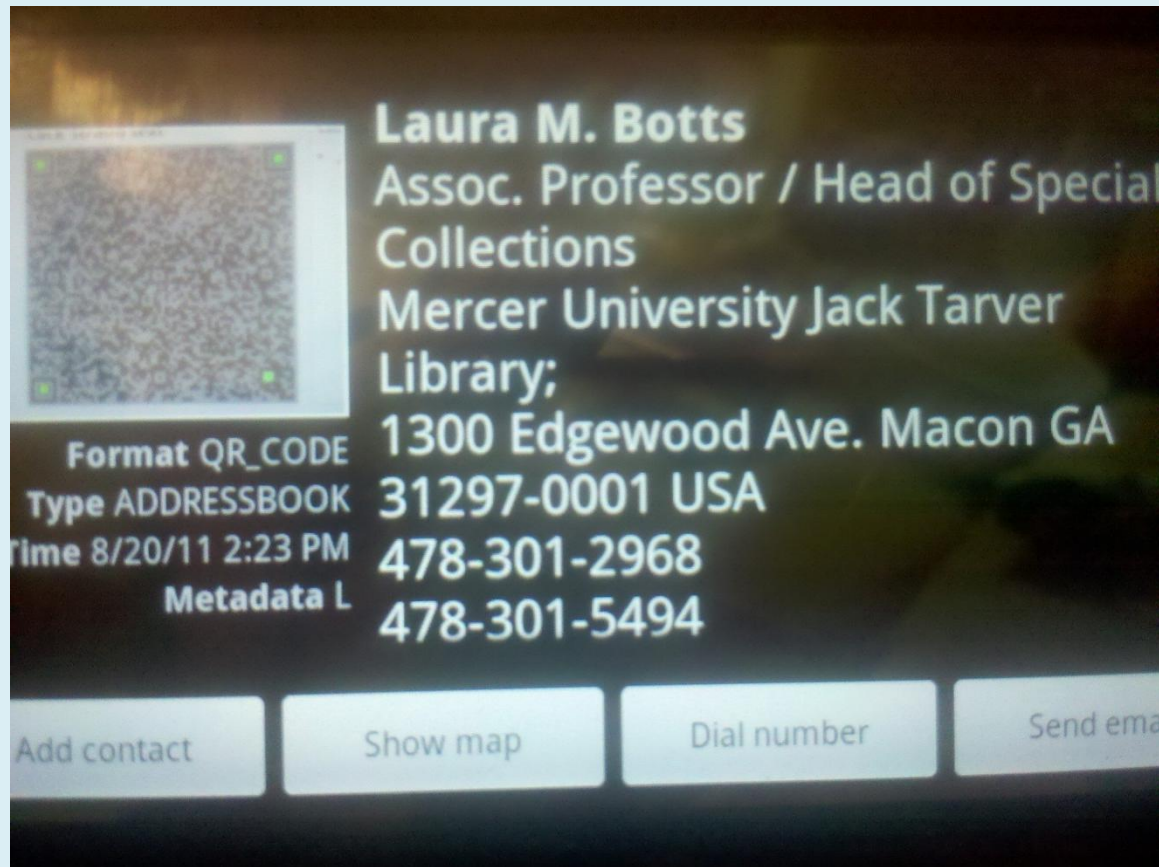 Laura M. Botts
Assoc. Professor / Head of Special
Collections
Mercer University Jack Tarver
Library;
1300 Edgewood Ave. Macon GA
31297-0001 USA
478-301-2968
478-301-5494
Format QR_CODE
Type ADDRESSBOOK
Time 8/20/11 2:23 PM
Metadata L
Add contact
Show map
Dial number
Send ema